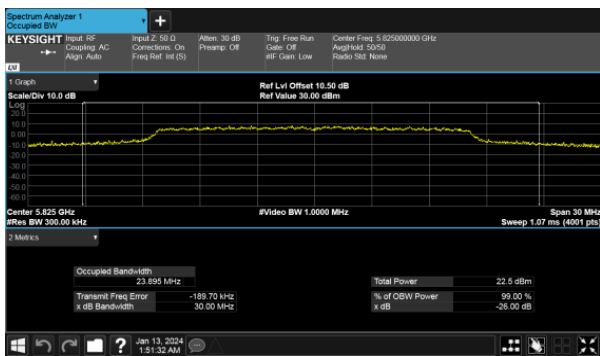 Spectrum Analyzer 1
Occupied BW
+
KEYSIGHT Input: RF Input Z: 50 Ω Atten: 30 dB Trig: Free Run Center Freq: 5.825000000 GHz
Coupling: AC Corrections: On Preamp: Off Gate: Off Avg|Hold: 50/50
Align: Auto Freq Ref: Int (S) #IF Gain: Low Radio Std: None
LXI
1 Graph
Ref Lvl Offset 10.50 dB
Scale/Div 10.0 dB Ref Value 30.00 dBm
Log
20.0
10.0
0.00
-10.0
-20.0
-30.0
-40.0
-50.0
-60.0
Center 5.825 GHz #Video BW 1.0000 MHz Span 30 MHz
#Res BW 300.00 kHz Sweep 1.07 ms (4001 pts)
2 Metrics
Occupied Bandwidth
23.895 MHz Total Power 22.5 dBm
Transmit Freq Error -189.70 kHz % of OBW Power 99.00 %
x dB Bandwidth 30.00 MHz x dB -26.00 dB
? Jan 13, 2024
1:51:32 AM